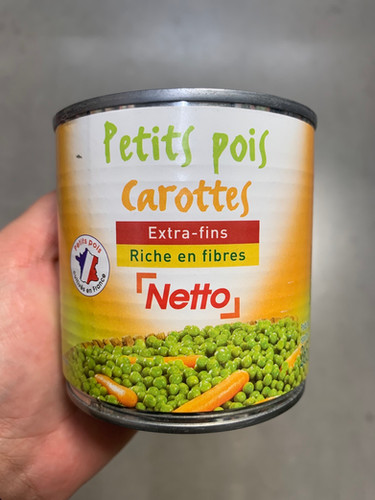 Petits pois
Carottes
Extra-fins
Riche en fibres
Netto
Petits pois
en France